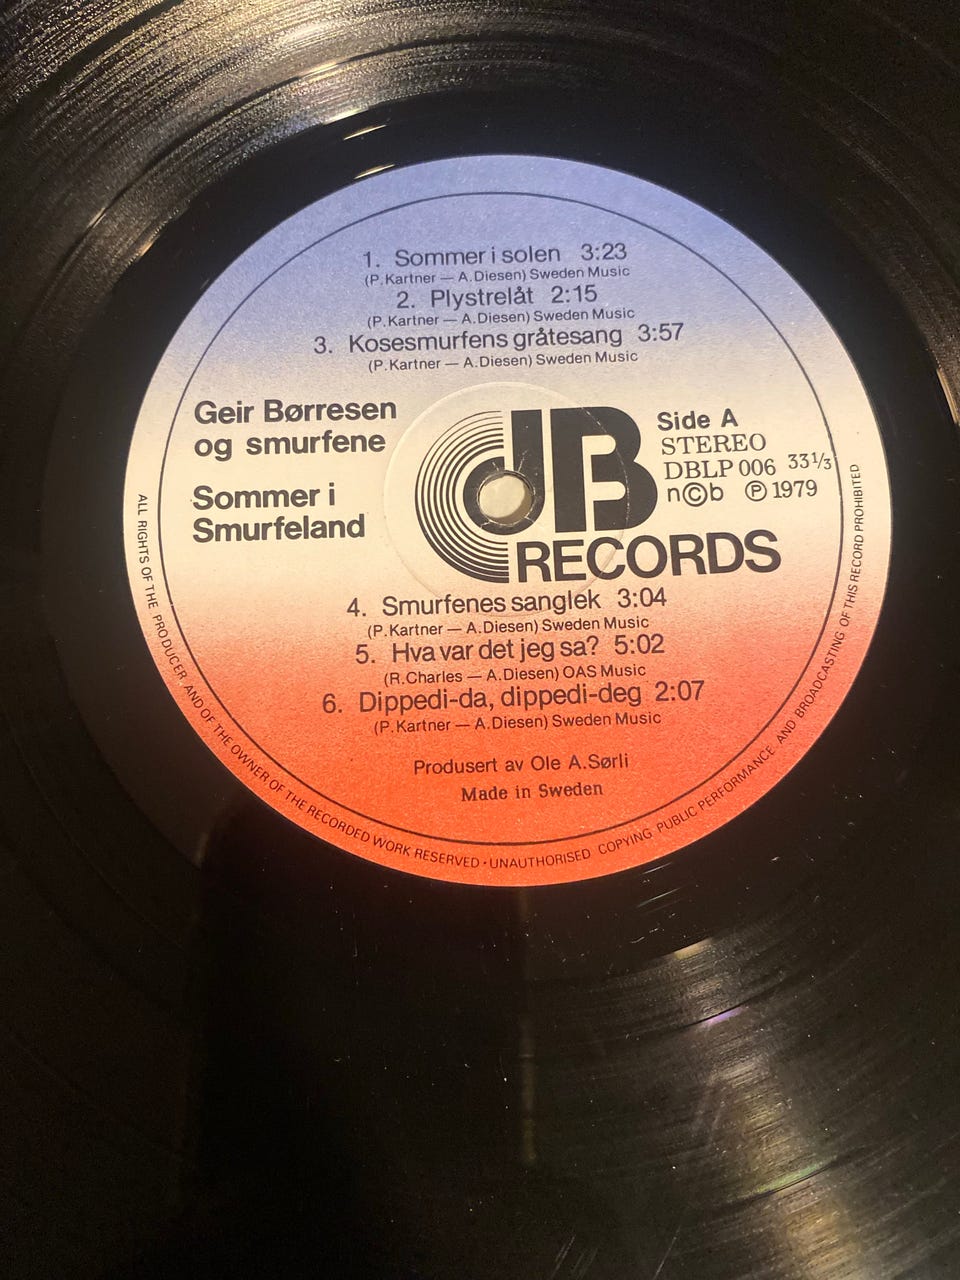 1. Sommer i solen 3:23
(P. Kartner — A. Diesen) Sweden Music
2. Plystrelåt 2:15
(P. Kartner — A. Diesen) Sweden Music
3. Kosesmurfens gråtesang 3:57
(P. Kartner — A. Diesen) Sweden Music
Geir Børresen
og smurfene
Sommer i
Smurfeland
dB
RECORDS
Side A
STEREO
DBLP 006 33 1/3
n©b ℗ 1979
4. Smurfenes sanglek 3:04
(P. Kartner — A. Diesen) Sweden Music
5. Hva var det jeg sa? 5:02
(R. Charles — A. Diesen) OAS Music
6. Dippedi-da, dippedi-deg 2:07
(P. Kartner — A. Diesen) Sweden Music
Produsert av Ole A. Sørli
Made in Sweden
ALL RIGHTS OF THE PRODUCER AND OF THE OWNER OF THE RECORDED WORK RESERVED · UNAUTHORISED COPYING PUBLIC PERFORMANCE AND BROADCASTING OF THIS RECORD PROHIBITED